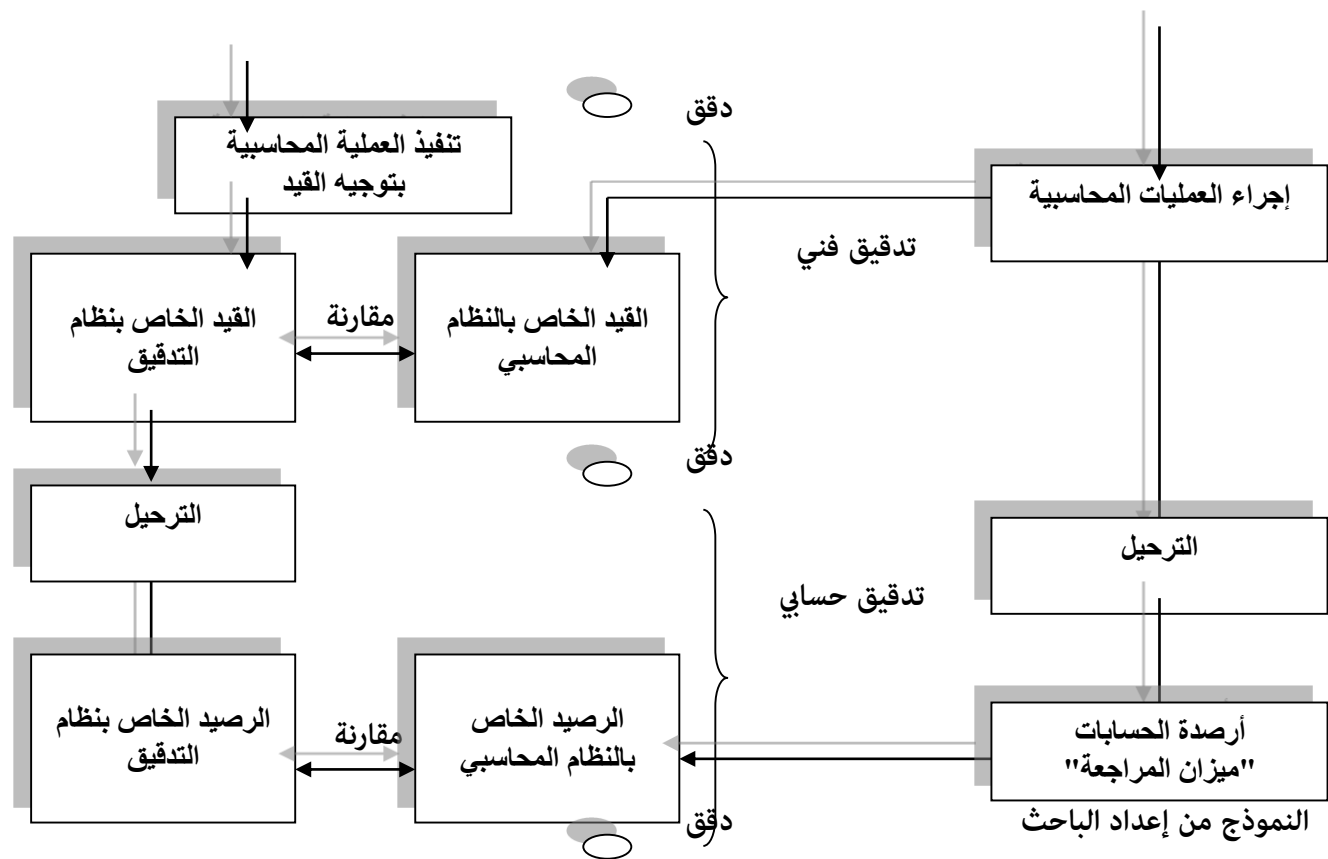 دقق
تنفيذ العملية المحاسبية
بتوجيه القيد
إجراء العمليات المحاسبية
تدقيق فني
القيد الخاص بالنظام
المحاسبي
مقارنة
القيد الخاص بنظام
التدقيق
دقق
الترحيل
الترحيل
تدقيق حسابي
أرصدة الحسابات
"ميزان المراجعة"
الرصيد الخاص
بالنظام المحاسبي
مقارنة
الرصيد الخاص بنظام
التدقيق
دقق
النموذج من إعداد الباحث